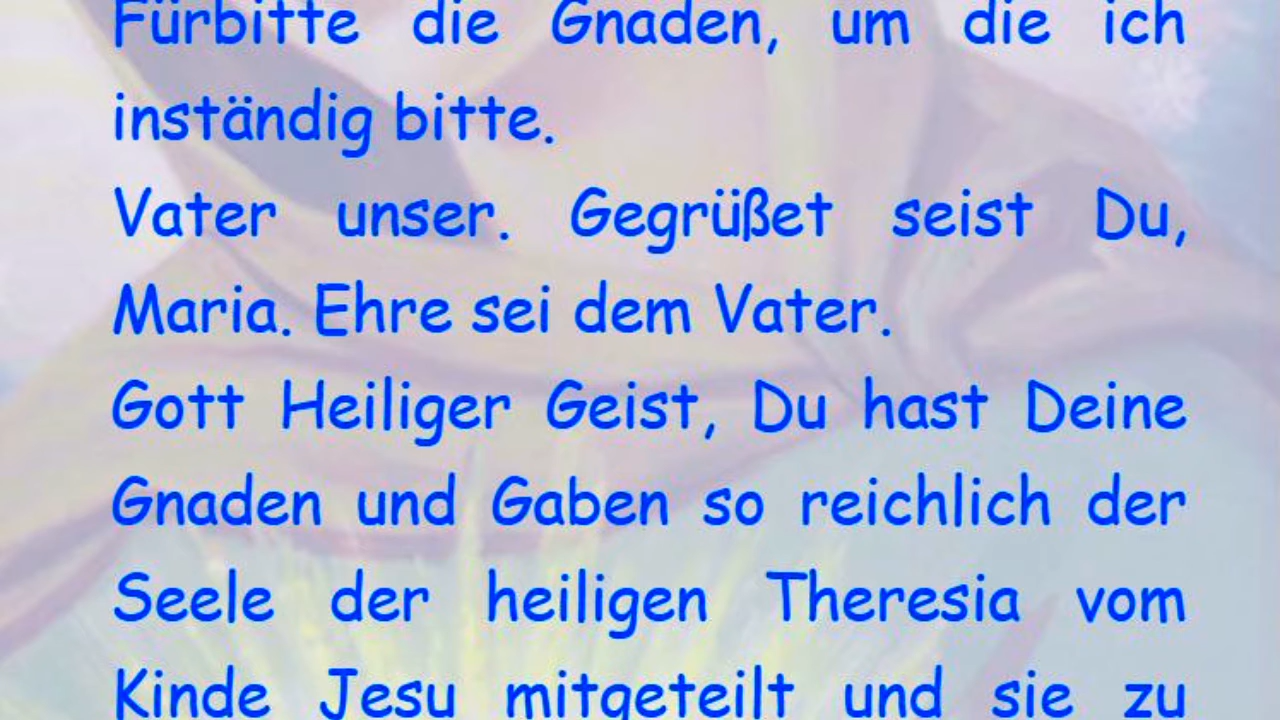 Fürbitte die Gnaden, um die ich
inständig bitte.
Vater unser. Gegrüßet seist Du,
Maria. Ehre sei dem Vater.
Gott Heiliger Geist, Du hast Deine
Gnaden und Gaben so reichlich der
Seele der heiligen Theresia vom
Kinde Jesu mitgeteilt und sie zu